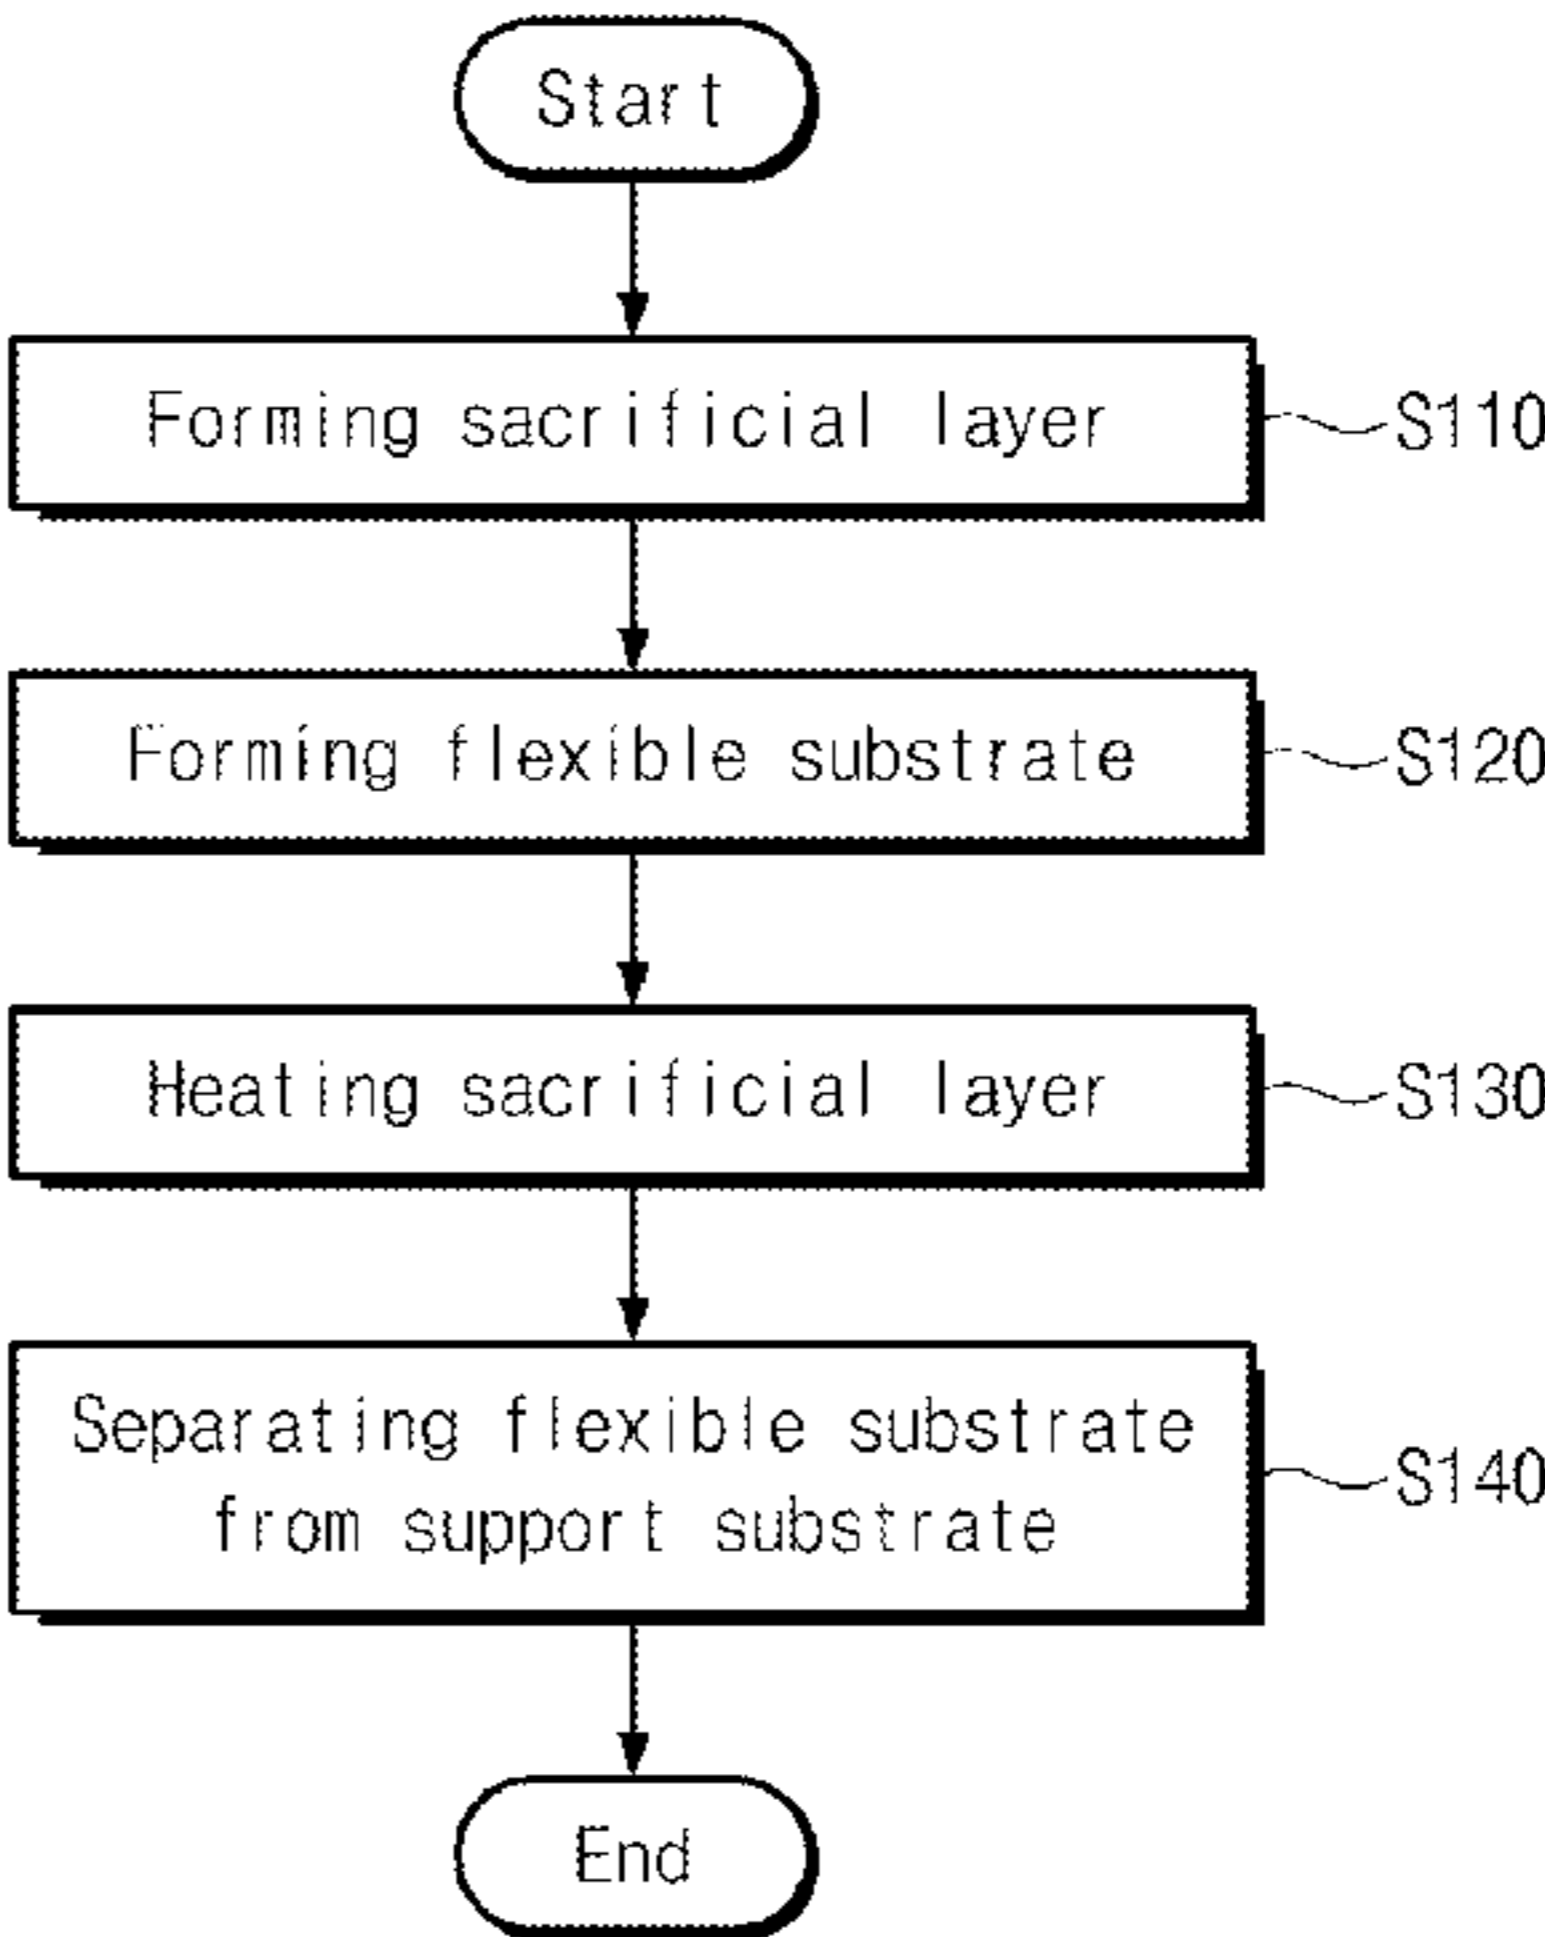 Start
Forming sacrificial layer
S110
Forming flexible substrate
S120
Heating sacrificial layer
S130
Separating flexible substrate
from support substrate
S140
End